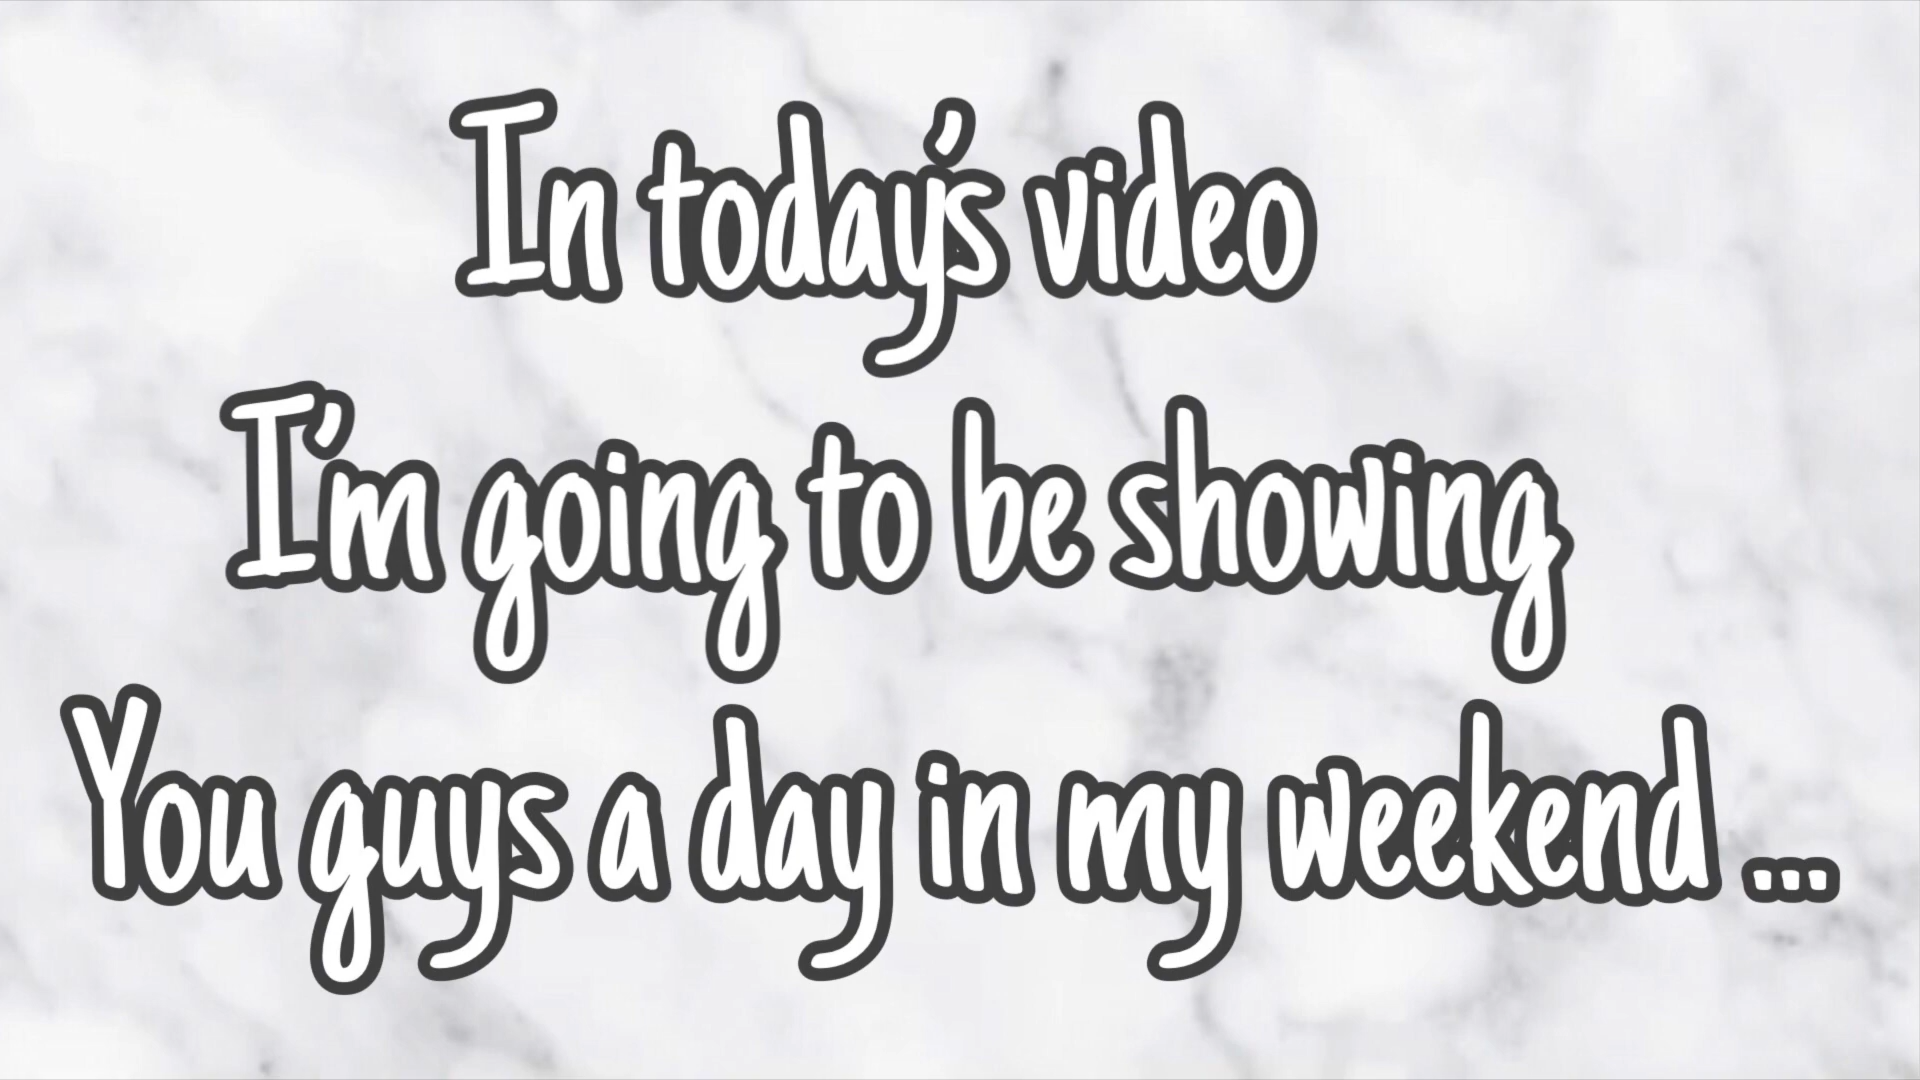 In today's video
I'm going to be showing
You guys a day in my weekend ...